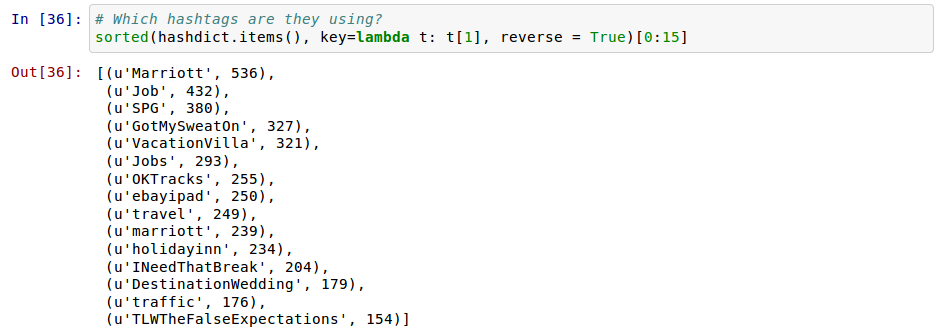 In [36]: # Which hashtags are they using?
sorted(hashdict.items(), key=lambda t: t[1], reverse = True)[0:15]
Out[36]: [(u'Marriott', 536),
(u'Job', 432),
(u'SPG', 380),
(u'GotMySweatOn', 327),
(u'VacationVilla', 321),
(u'Jobs', 293),
(u'OKTracks', 255),
(u'ebayipad', 250),
(u'travel', 249),
(u'marriott', 239),
(u'holidayinn', 234),
(u'INeedThatBreak', 204),
(u'DestinationWedding', 179),
(u'traffic', 176),
(u'TLWTheFalseExpectations', 154)]